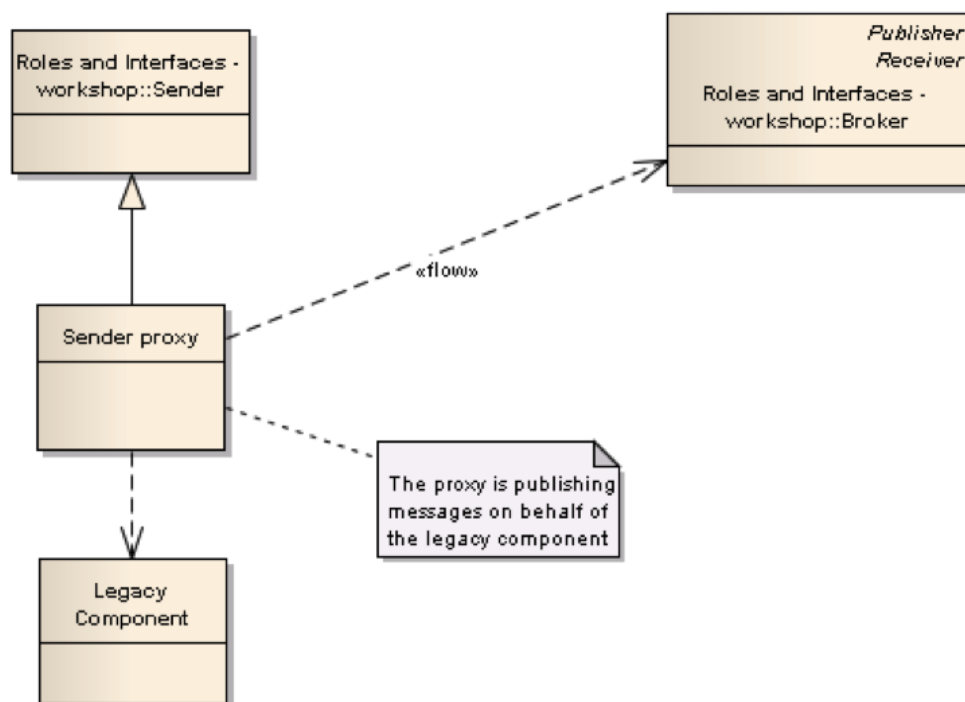 Roles and Interfaces -
workshop::Sender
Publisher
Receiver
Roles and Interfaces -
workshop::Broker
«flow»
Sender proxy
The proxy is publishing
messages on behalf of
the legacy component
Legacy
Component